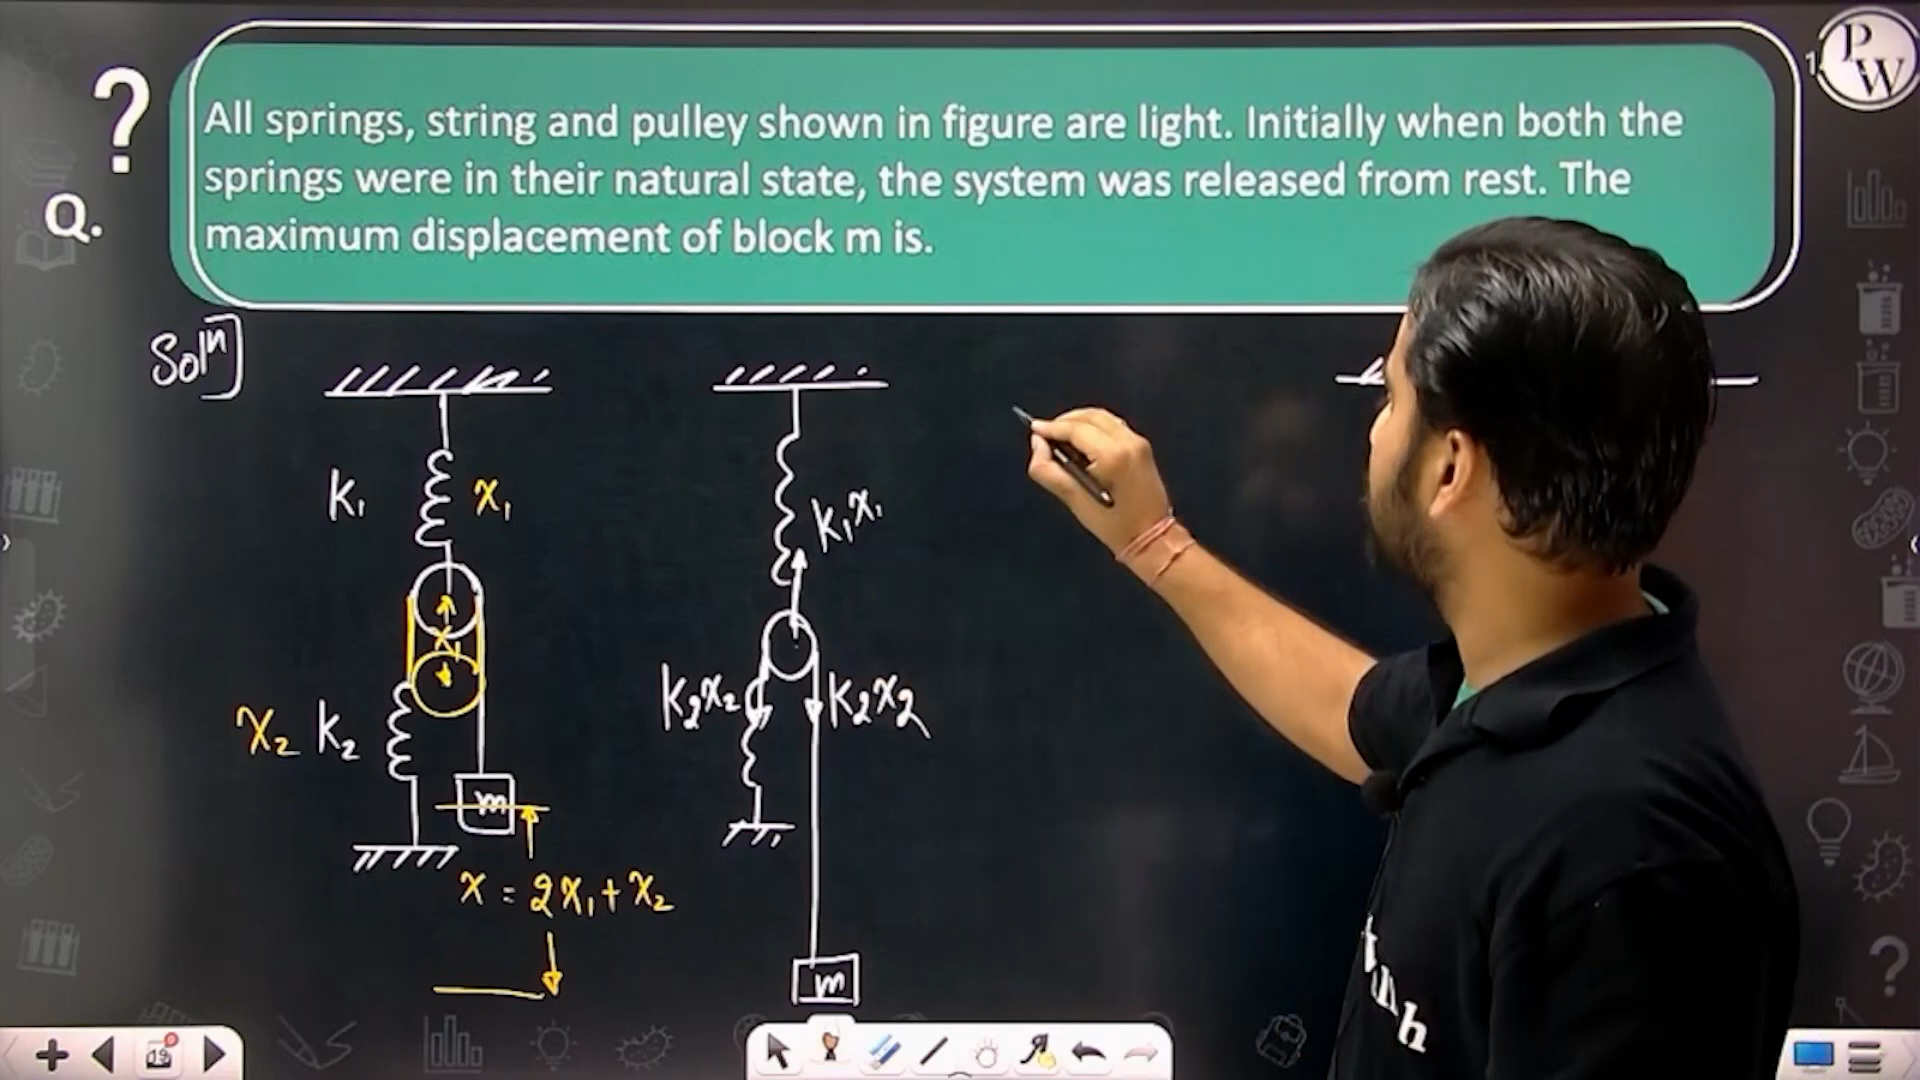 ?
Q.
All springs, string and pulley shown in figure are light. Initially when both the
springs were in their natural state, the system was released from rest. The
maximum displacement of block m is.
P
W
Solⁿ]
k₁
x₁
x₁
x₂
k₂
m
x = 2x₁ + x₂
k₁x₁
k₂x₂
k₂x₂
m
19